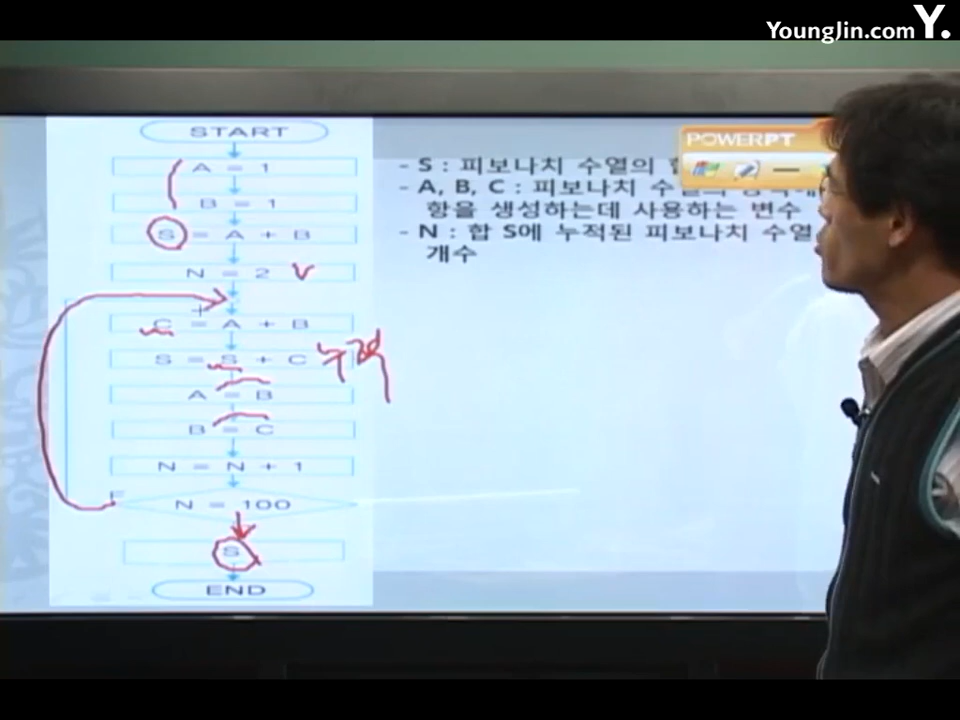 YoungJin.com Y.
START
A = 1
B = 1
S = A + B
N = 2 V
C = A + B
S = S + C 누적
A = B
B = C
N = N + 1
F
N = 100
S
END
POWERPT
- S : 피보나치 수열의
- A, B, C : 피보나치
항을 생성하는데 사용하는 변수
- N : 합 S에 누적된 피보나치 수열
개수